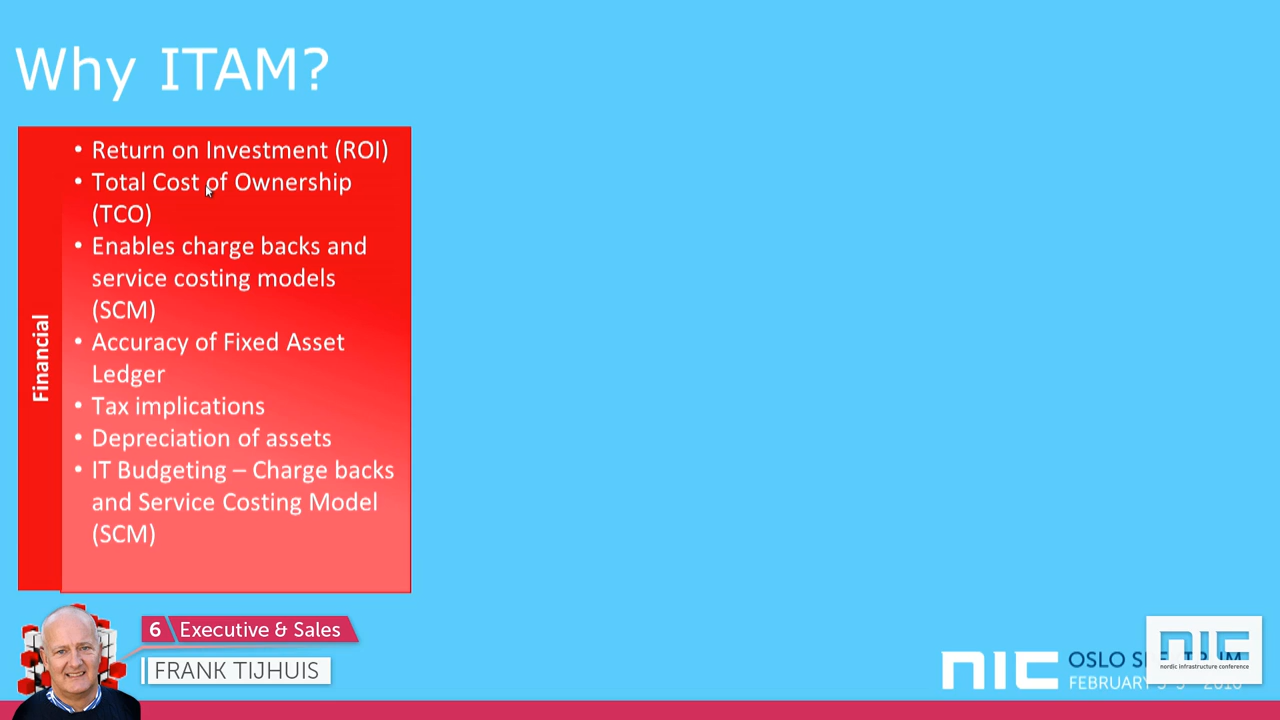 Why ITAM?
• Return on Investment (ROI)
• Total Cost of Ownership
(TCO)
• Enables charge backs and
service costing models
(SCM)
• Accuracy of Fixed Asset
Ledger
• Tax implications
• Depreciation of assets
• IT Budgeting – Charge backs
and Service Costing Model
(SCM)
Financial
6 Executive & Sales
FRANK TIJHUIS
NIC
OSLO
FEBRUARY
NIC
nordic infrastructure conference